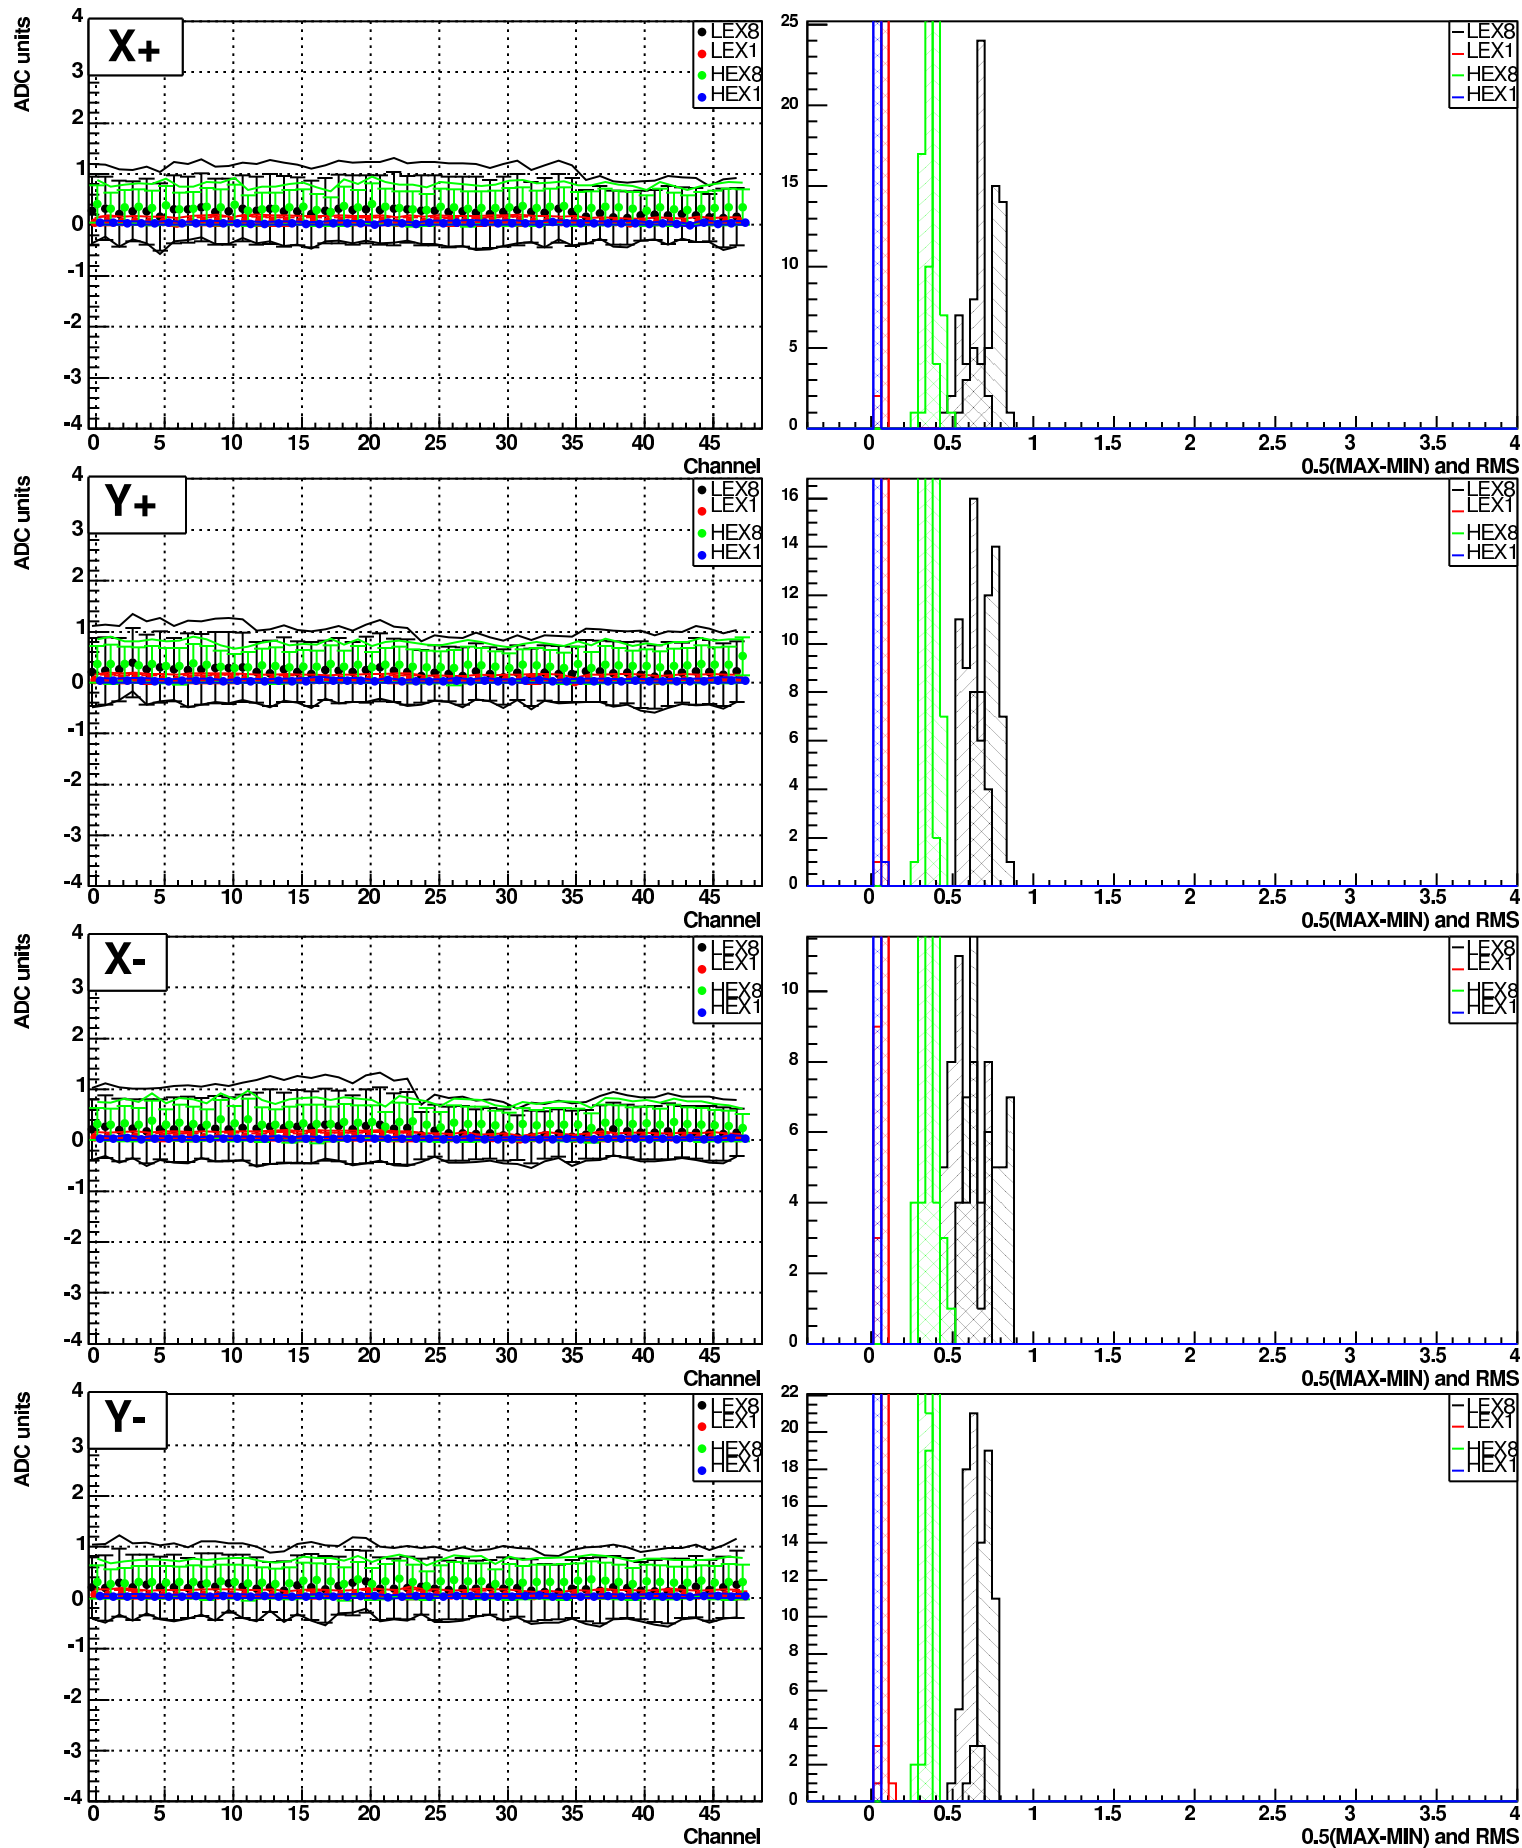 X+
ADC units
4
3
2
1
0
-1
-2
-3
-4
LEX8
LEX1
HEX8
HEX1
0 5 10 15 20 25 30 35 40 45
Channel
25
20
15
10
5
0
LEX8
LEX1
HEX8
HEX1
0 0.5 1 1.5 2 2.5 3 3.5 4
0.5(MAX-MIN) and RMS
Y+
ADC units
4
3
2
1
0
-1
-2
-3
-4
LEX8
LEX1
HEX8
HEX1
0 5 10 15 20 25 30 35 40 45
Channel
16
14
12
10
8
6
4
2
0
LEX8
LEX1
HEX8
HEX1
0 0.5 1 1.5 2 2.5 3 3.5 4
0.5(MAX-MIN) and RMS
X-
ADC units
4
3
2
1
0
-1
-2
-3
-4
LEX8
LEX1
HEX8
HEX1
0 5 10 15 20 25 30 35 40 45
Channel
10
8
6
4
2
0
LEX8
LEX1
HEX8
HEX1
0 0.5 1 1.5 2 2.5 3 3.5 4
0.5(MAX-MIN) and RMS
Y-
ADC units
4
3
2
1
0
-1
-2
-3
-4
LEX8
LEX1
HEX8
HEX1
0 5 10 15 20 25 30 35 40 45
Channel
22
20
18
16
14
12
10
8
6
4
2
0
LEX8
LEX1
HEX8
HEX1
0 0.5 1 1.5 2 2.5 3 3.5 4
0.5(MAX-MIN) and RMS